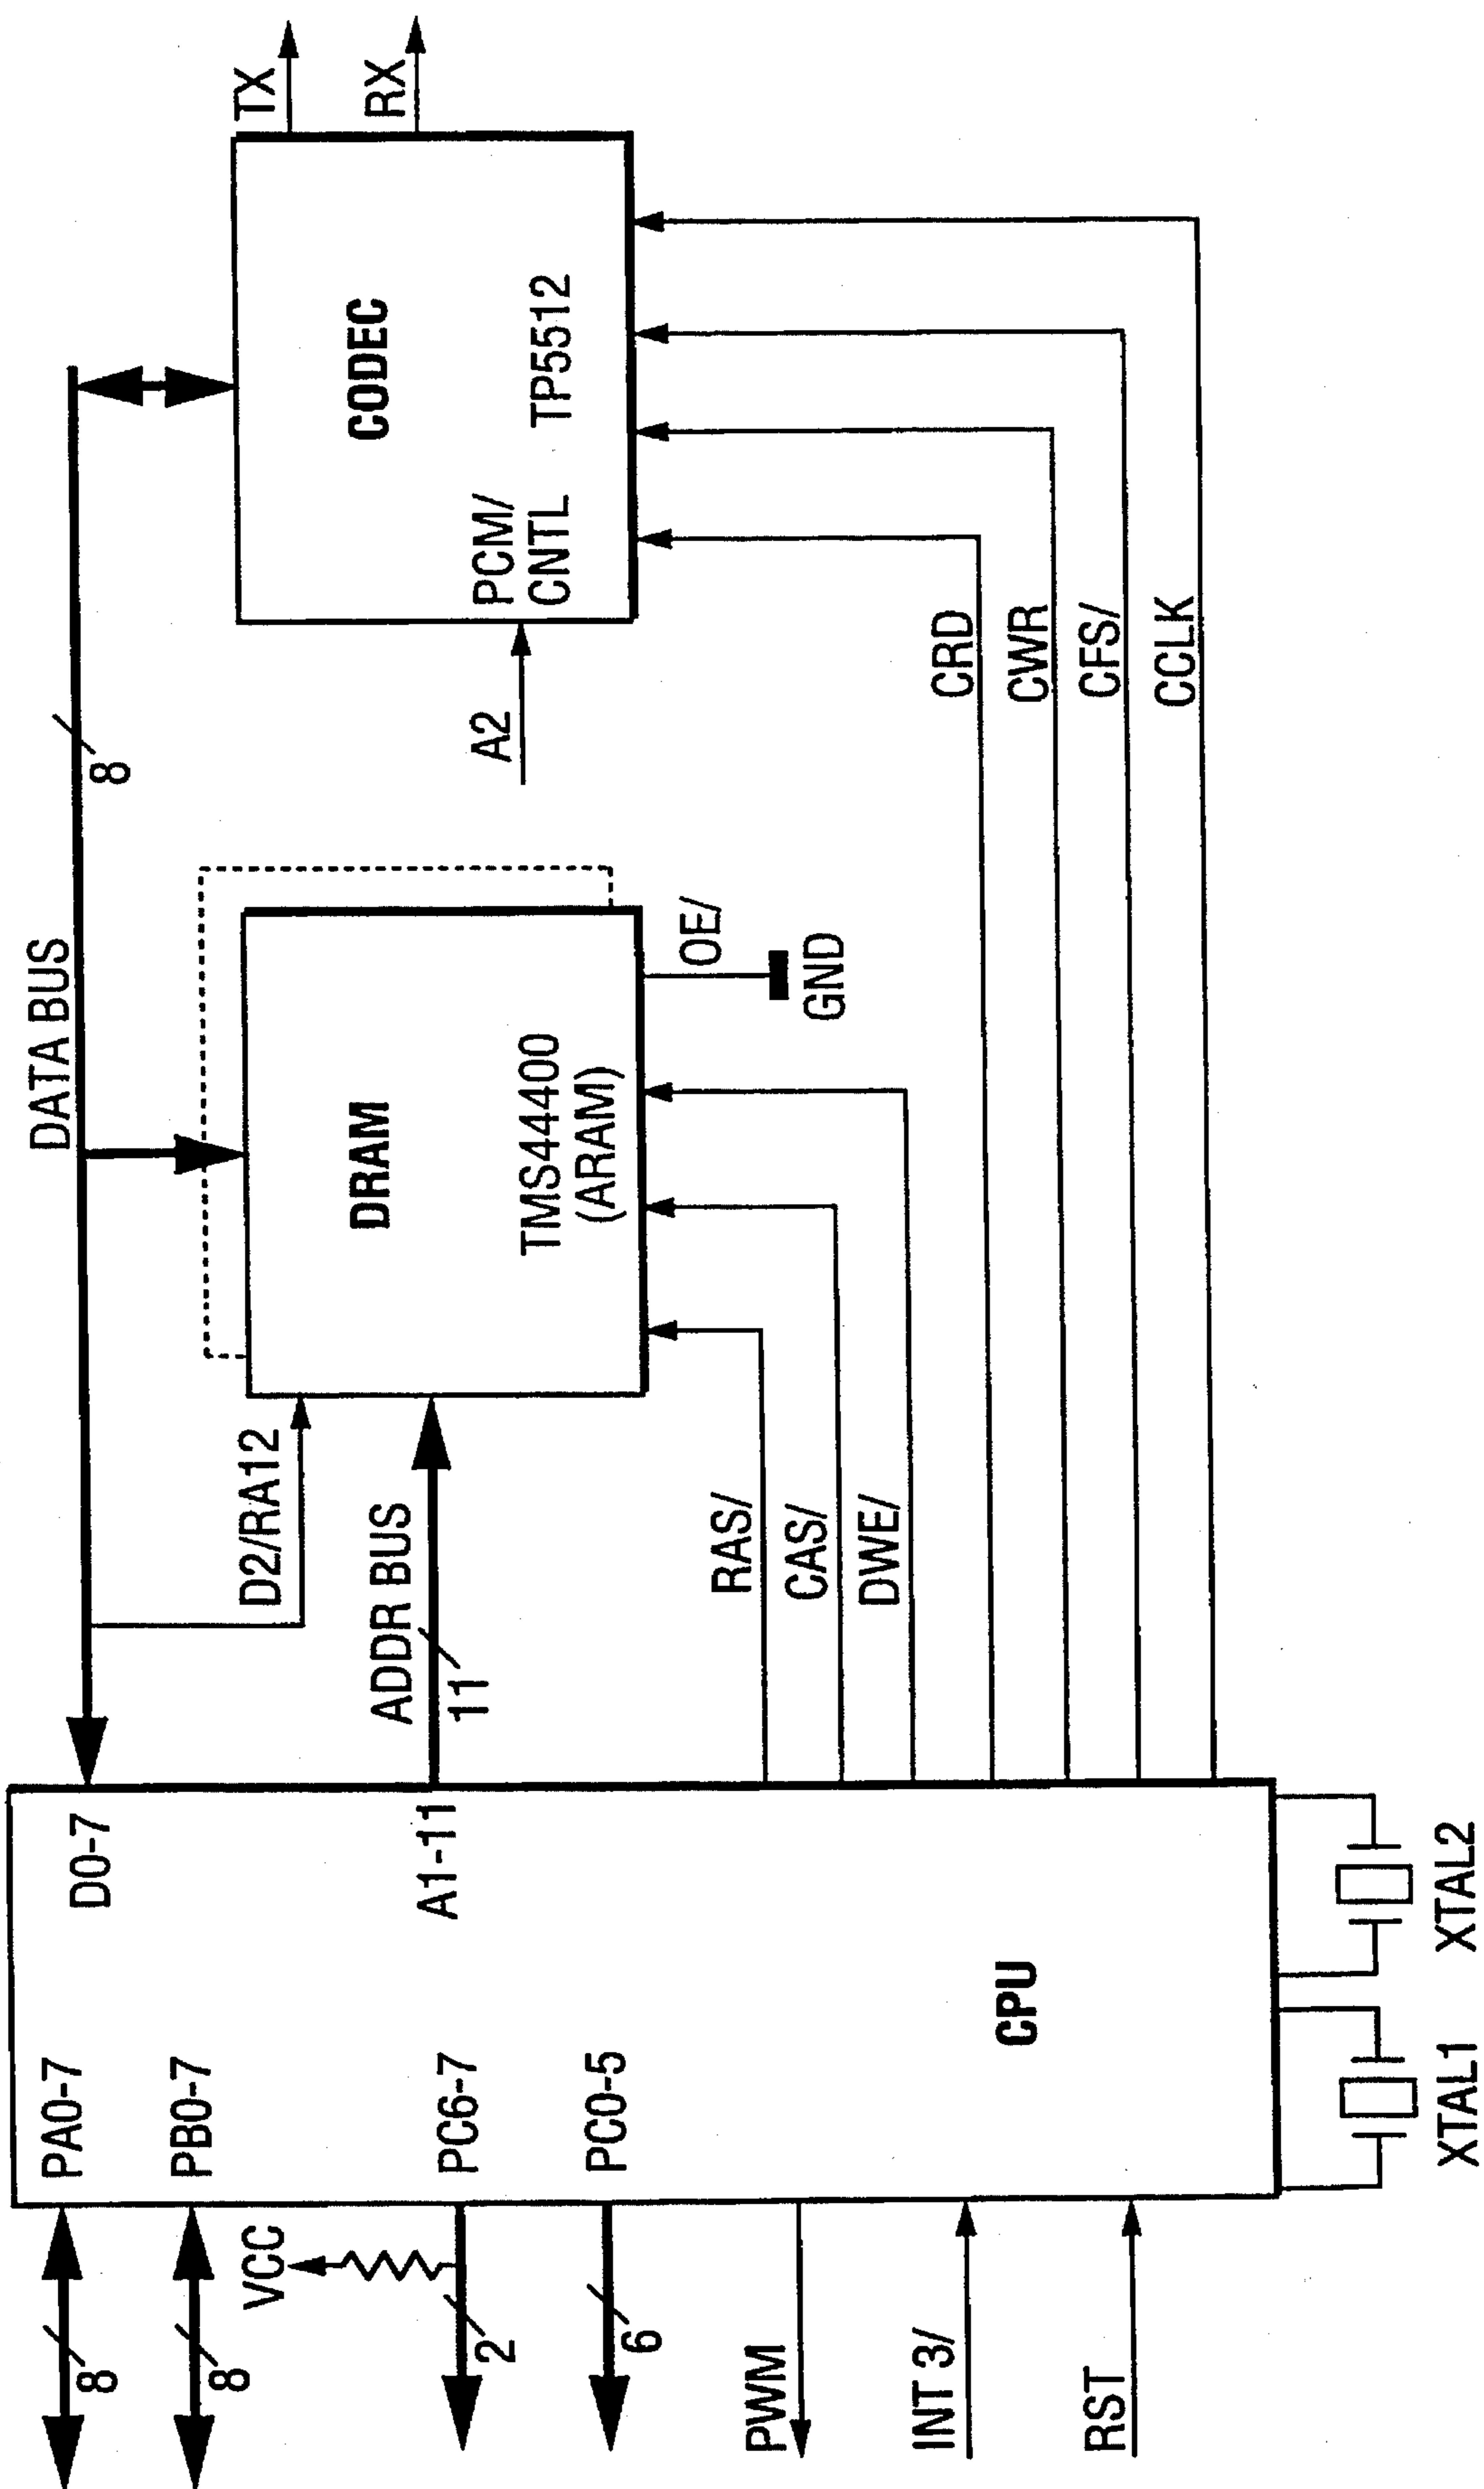 DATA BUS
8
TX
RX
CODEC
PCM/
CNTL TP5512
A2
D2/RA12
ADDR BUS
11
DRAM
TMS44400
(ARAM)
OE/
GND
RAS/
CAS/
DWE/
CRD
CWR
CFS/
CCLK
PA0-7
D0-7
8
PB0-7
8
VCC
PC6-7
A1-11
2
PC0-5
6
PWM
INT 3/
RST
CPU
XTAL1
XTAL2